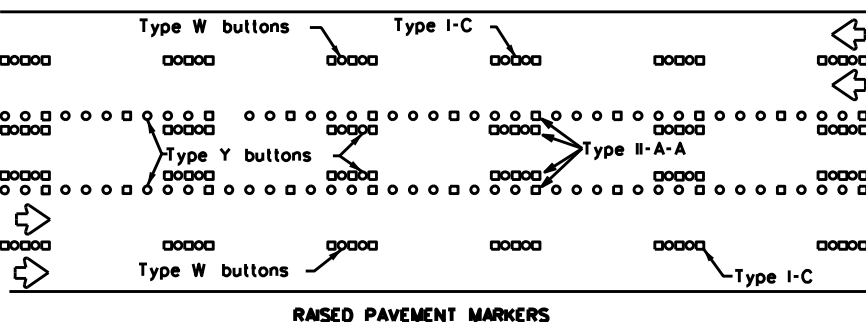 Type W buttons
Type I-C
Type Y buttons
Type II-A-A
Type W buttons
Type I-C
RAISED PAVEMENT MARKERS